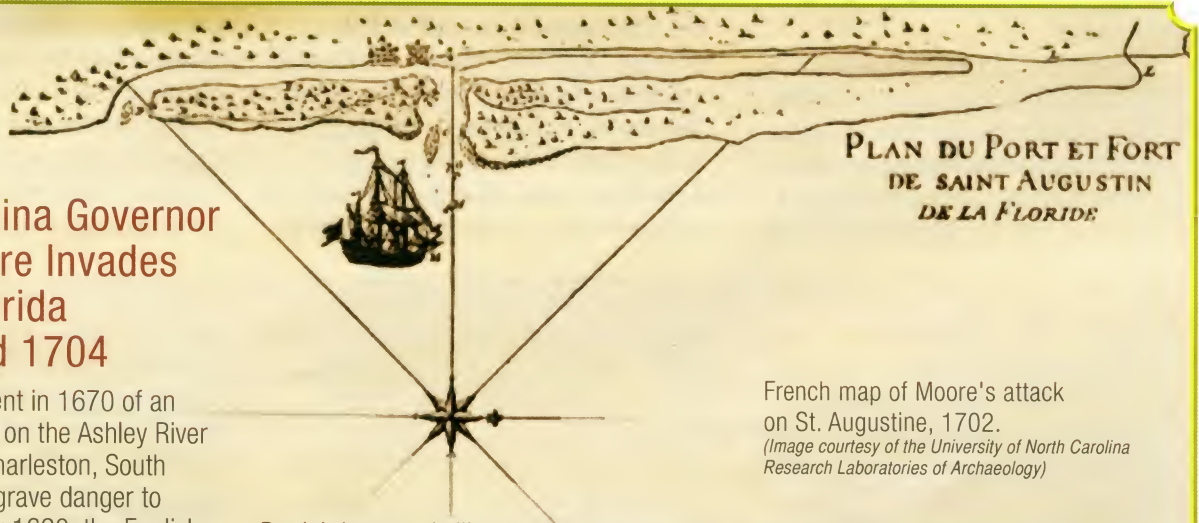 PLAN DU PORT ET FORT
DE SAINT AUGUSTIN
DE LA FLORIDE
ina Governor
re Invades
rida
d 1704
ent in 1670 of an
on the Ashley River
harleston, South
grave danger to
French map of Moore's attack
on St. Augustine, 1702.
(Image courtesy of the University of North Carolina
Research Laboratories of Archaeology)